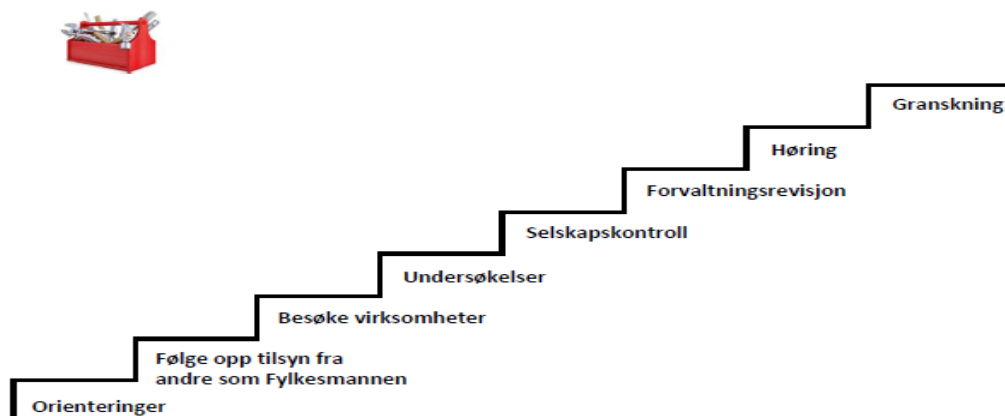 Granskning
Høring
Forvaltningsrevisjon
Selskapskontroll
Undersøkelser
Besøke virksomheter
Følge opp tilsyn fra
andre som Fylkesmannen
Orienteringer